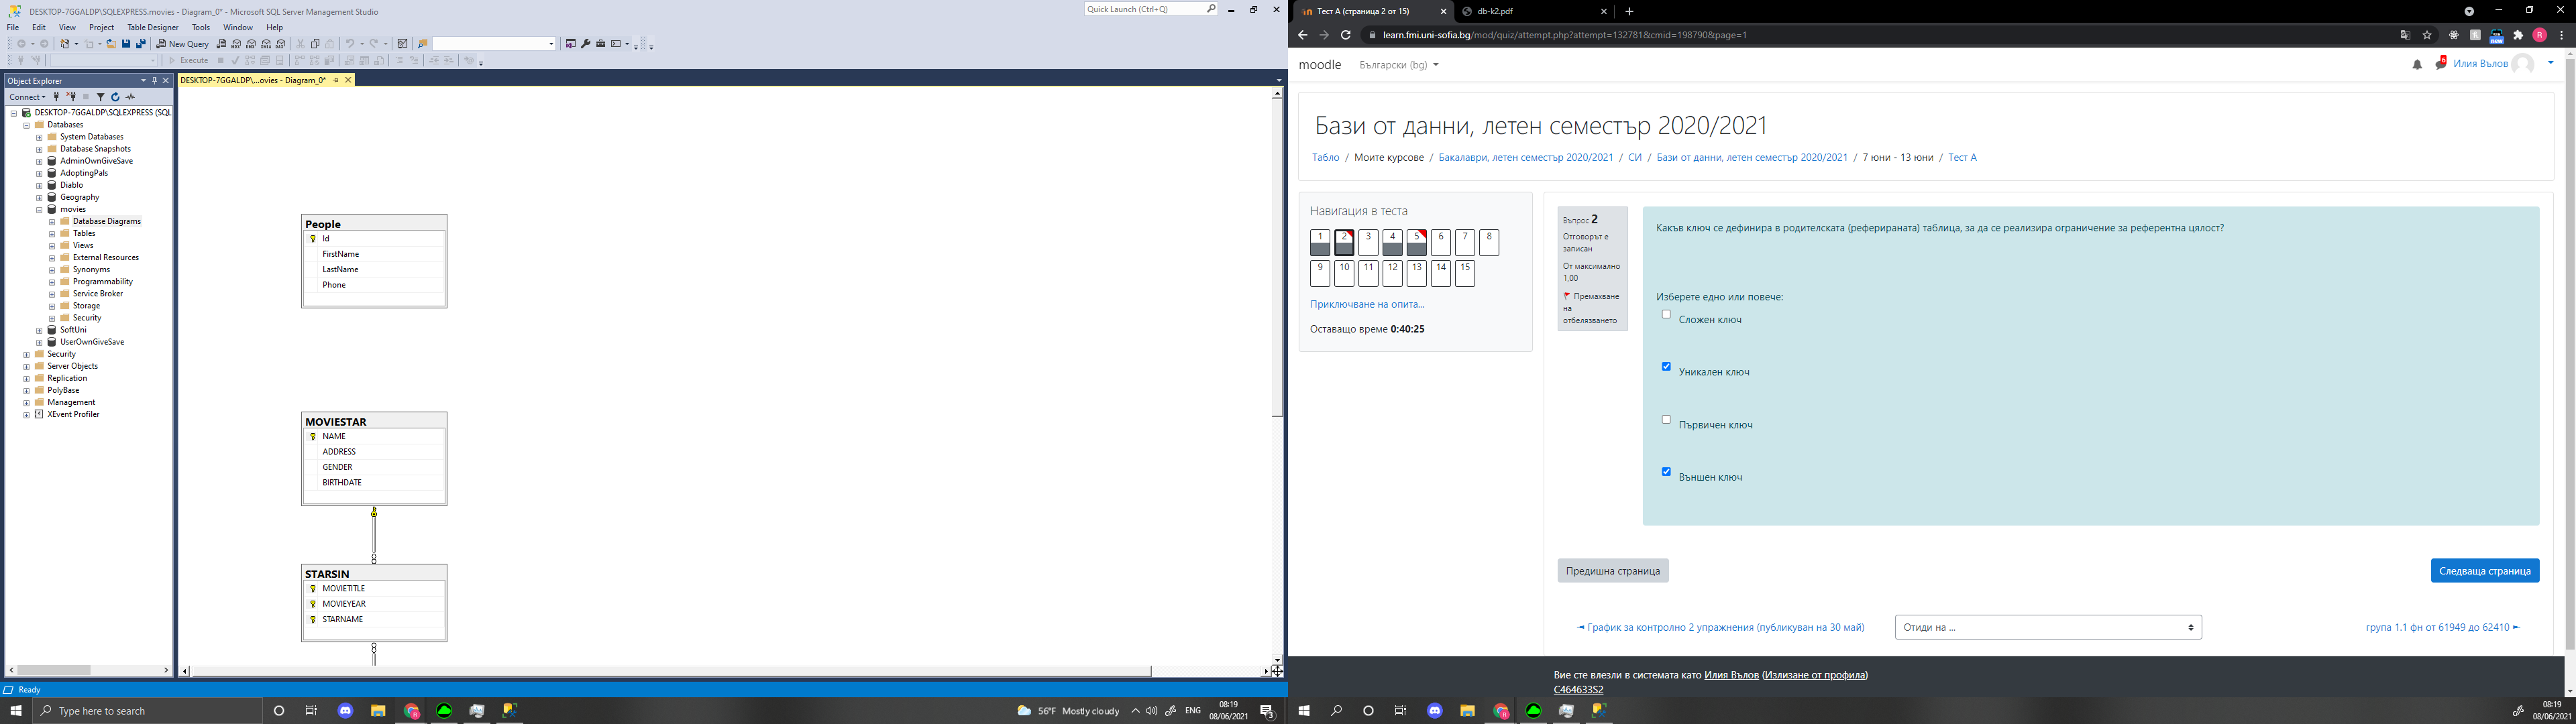 DESKTOP-7GGALDP\SQLEXPRESS.movies - Diagram_0* - Microsoft SQL Server Management Studio
Quick Launch (Ctrl+Q)
File Edit View Project Table Designer Tools Window Help
New Query
Execute
Object Explorer
Connect
DESKTOP-7GGALDP\SQLEXPRESS (SQL
Databases
System Databases
Database Snapshots
AdminOwnGiveSave
AdoptingPals
Diablo
Geography
movies
Database Diagrams
Tables
Views
External Resources
Synonyms
Programmability
Service Broker
Storage
Security
SoftUni
UserOwnGiveSave
Security
Server Objects
Replication
PolyBase
Management
XEvent Profiler
DESKTOP-7GGALDP\...ovies - Diagram_0*
People
Id
FirstName
LastName
Phone
MOVIESTAR
NAME
ADDRESS
GENDER
BIRTHDATE
STARSIN
MOVIETITLE
MOVIEYEAR
STARNAME
Ready
Type here to search
56°F Mostly cloudy
ENG
08:19
08/06/2021
3
Тест А (страница 2 от 15)
db-k2.pdf
learn.fmi.uni-sofia.bg/mod/quiz/attempt.php?attempt=132781&cmid=198790&page=1
new
R
moodle
Български (bg)
6
Илия Вълов
Бази от данни, летен семестър 2020/2021
Табло / Моите курсове / Бакалаври, летен семестър 2020/2021 / СИ / Бази от данни, летен семестър 2020/2021 / 7 юни - 13 юни / Тест А
Навигация в теста
1 2 3 4 5 6 7 8
9 10 11 12 13 14 15
Приключване на опита...
Оставащо време 0:40:25
Въпрос 2
Отговорът е
записан
От максимално
1,00
Премахване
на
отбелязването
Какъв ключ се дефинира в родителската (реферираната) таблица, за да се реализира ограничение за референтна цялост?
Изберете едно или повече:
Сложен ключ
Уникален ключ
Първичен ключ
Външен ключ
Предишна страница
Следваща страница
◄ График за контролно 2 упражнения (публикуван на 30 май)
Отиди на ...
група 1.1 фн от 61949 до 62410 ►
Вие сте влезли в системата като Илия Вълов (Излизане от профила)
C464633S2
08:19
08/06/2021